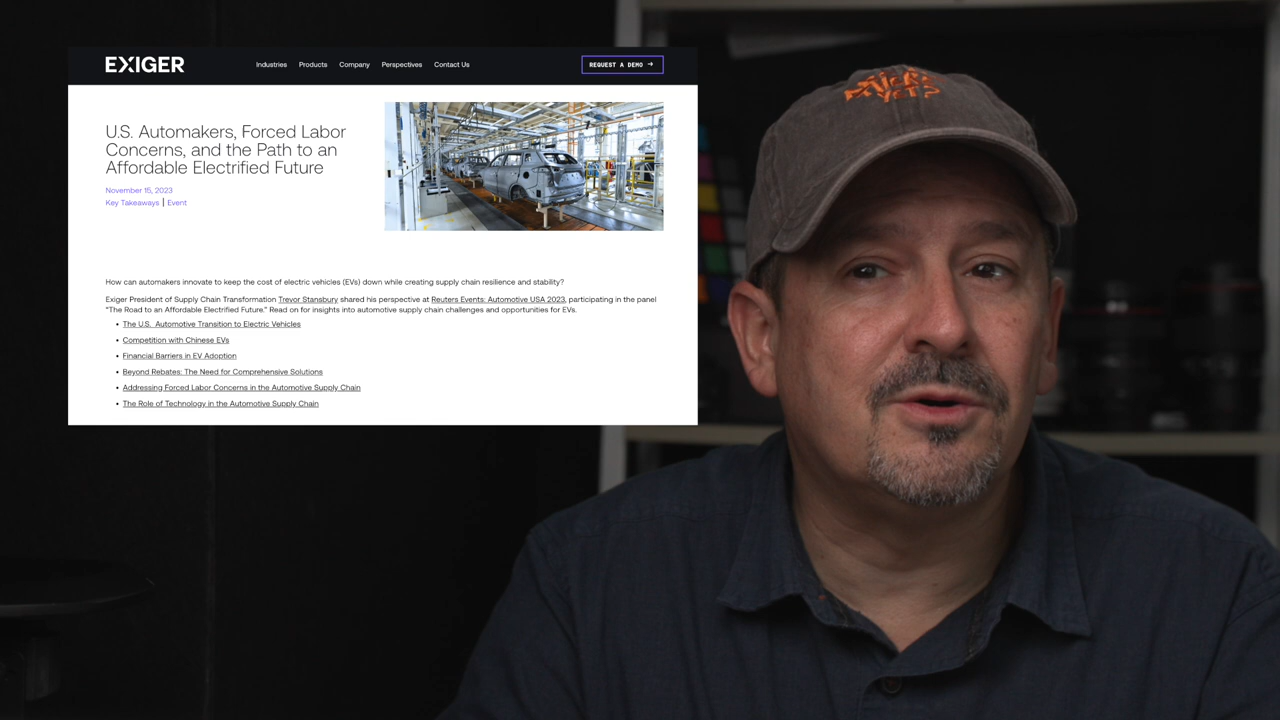 EXIGER
Industries Products Company Perspectives Contact Us
REQUEST A DEMO →
U.S. Automakers, Forced Labor
Concerns, and the Path to an
Affordable Electrified Future
November 15, 2023
Key Takeaways | Event
How can automakers innovate to keep the cost of electric vehicles (EVs) down while creating supply chain resilience and stability?
Exiger President of Supply Chain Transformation Trevor Stansbury shared his perspective at Reuters Events: Automotive USA 2023, participating in the panel
“The Road to an Affordable Electrified Future.” Read on for insights into automotive supply chain challenges and opportunities for EVs.
• The U.S. Automotive Transition to Electric Vehicles
• Competition with Chinese EVs
• Financial Barriers in EV Adoption
• Beyond Rebates: The Need for Comprehensive Solutions
• Addressing Forced Labor Concerns in the Automotive Supply Chain
• The Role of Technology in the Automotive Supply Chain
YET?